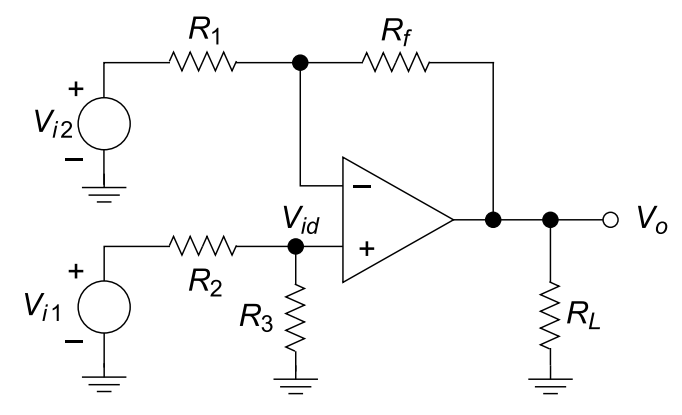 R1
Rf
+
Vi2
−
Vid
−
+
Vo
+
Vi1
−
R2
R3
RL